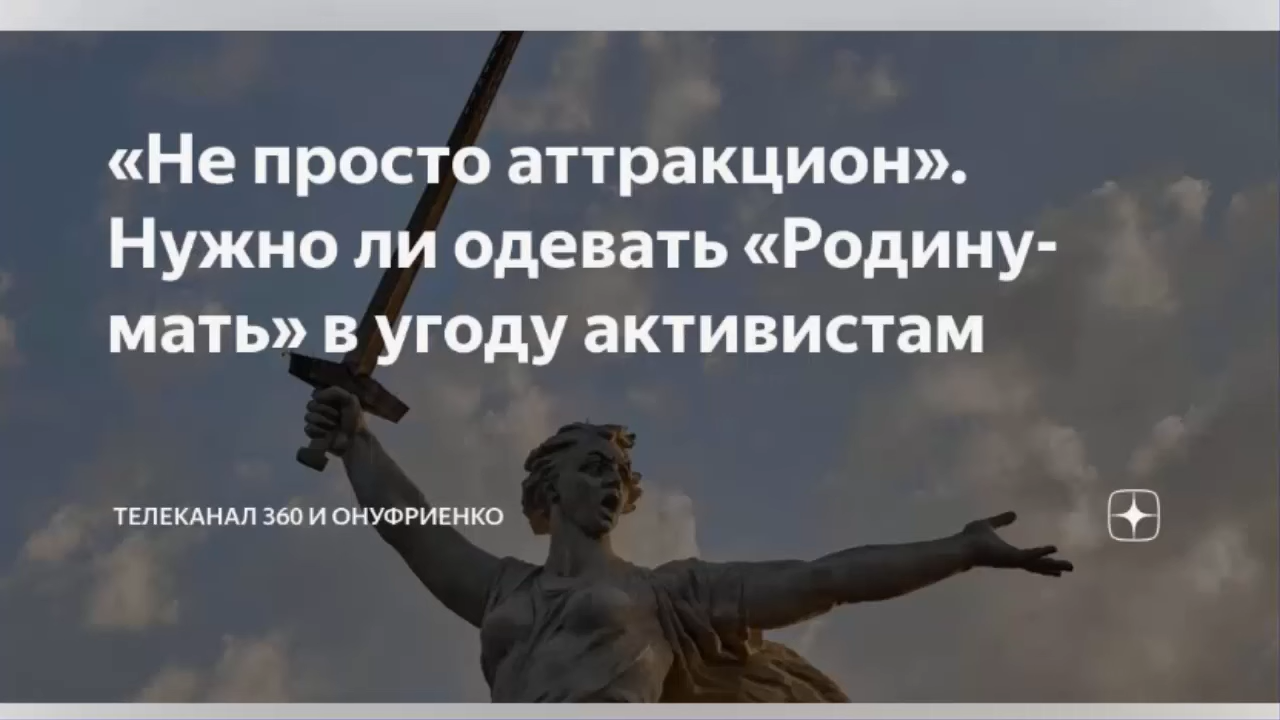 «Не просто аттракцион».
Нужно ли одевать «Родину-
мать» в угоду активистам
ТЕЛЕКАНАЛ 360 И ОНУФРИЕНКО